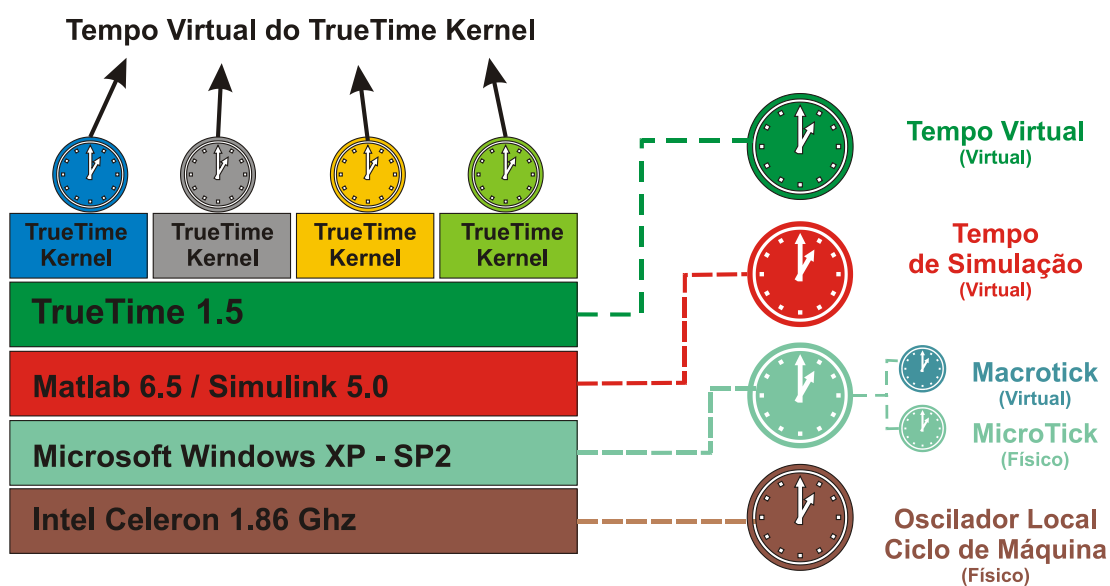 Tempo Virtual do TrueTime Kernel
TrueTime
Kernel
TrueTime
Kernel
TrueTime
Kernel
TrueTime
Kernel
TrueTime 1.5
Matlab 6.5 / Simulink 5.0
Microsoft Windows XP - SP2
Intel Celeron 1.86 Ghz
Tempo Virtual
(Virtual)
Tempo
de Simulação
(Virtual)
Macrotick
(Virtual)
MicroTick
(Físico)
Oscilador Local
Ciclo de Máquina
(Físico)